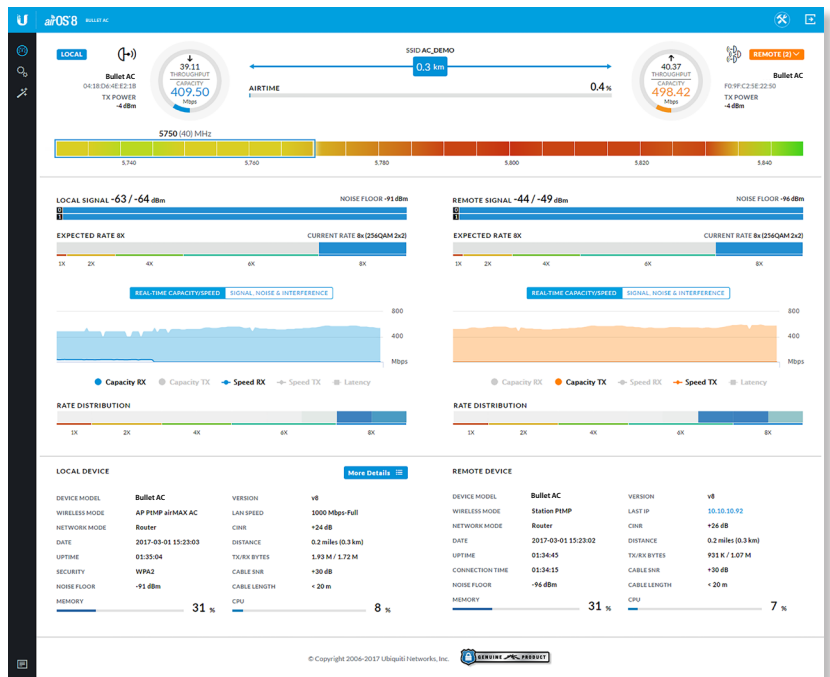 U airOS 8 BULLET AC
LOCAL
Bullet AC
04:18:D6:4E:E2:18
TX POWER
-4 dBm
39.11
THROUGHPUT
CAPACITY
409.50
Mbps
SSID AC_DEMO
0.3 km
AIRTIME 0.4 %
40.37
THROUGHPUT
CAPACITY
498.42
Mbps
REMOTE (2)
Bullet AC
F0:9F:C2:5E:22:50
TX POWER
-4 dBm
5750 (40) MHz
5,740 5,760 5,780 5,800 5,820 5,840
LOCAL SIGNAL -63 / -64 dBm NOISE FLOOR -91 dBm
0
1
EXPECTED RATE 8X CURRENT RATE 8x (256QAM 2x2)
1X 2X 4X 6X 8X
REAL-TIME CAPACITY/SPEED SIGNAL, NOISE & INTERFERENCE
800
400
Mbps
Capacity RX Capacity TX Speed RX Speed TX Latency
RATE DISTRIBUTION
1X 2X 4X 6X 8X
REMOTE SIGNAL -44 / -49 dBm NOISE FLOOR -96 dBm
0
1
EXPECTED RATE 8X CURRENT RATE 8x (256QAM 2x2)
1X 2X 4X 6X 8X
REAL-TIME CAPACITY/SPEED SIGNAL, NOISE & INTERFERENCE
800
400
Mbps
Capacity RX Capacity TX Speed RX Speed TX Latency
RATE DISTRIBUTION
1X 2X 4X 6X 8X
LOCAL DEVICE More Details
DEVICE MODEL Bullet AC VERSION v8
WIRELESS MODE AP PtMP airMAX AC LAN SPEED 1000 Mbps-Full
NETWORK MODE Router CINR +24 dB
DATE 2017-03-01 15:23:03 DISTANCE 0.2 miles (0.3 km)
UPTIME 01:35:04 TX/RX BYTES 1.93 M / 1.72 M
SECURITY WPA2 CABLE SNR +30 dB
NOISE FLOOR -91 dBm CABLE LENGTH < 20 m
MEMORY 31 % CPU 8 %
REMOTE DEVICE
DEVICE MODEL Bullet AC VERSION v8
WIRELESS MODE Station PtMP LAST IP 10.10.10.92
NETWORK MODE Router CINR +26 dB
DATE 2017-03-01 15:23:02 DISTANCE 0.2 miles (0.3 km)
UPTIME 01:34:45 TX/RX BYTES 931 K / 1.07 M
CONNECTION TIME 01:34:15 CABLE SNR +30 dB
NOISE FLOOR -96 dBm CABLE LENGTH < 20 m
MEMORY 31 % CPU 7 %
© Copyright 2006-2017 Ubiquiti Networks, Inc. GENUINE PRODUCT